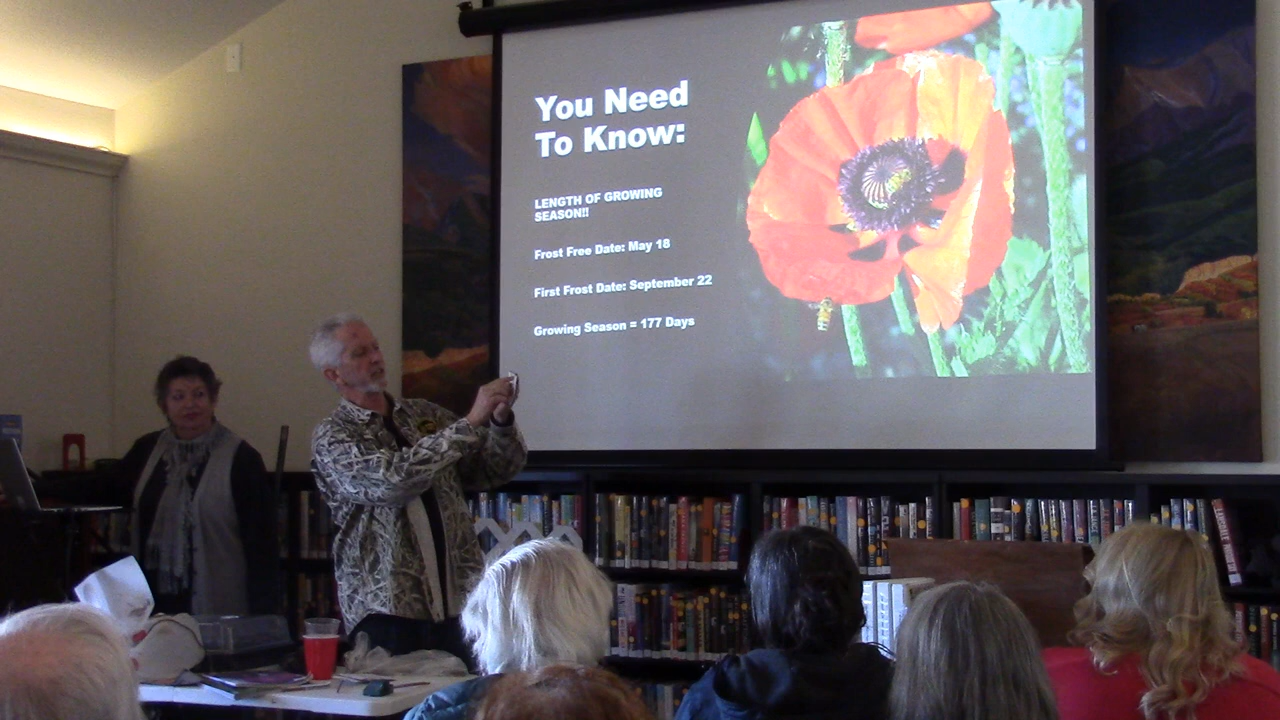 You Need
To Know:
LENGTH OF GROWING
SEASON!!
Frost Free Date: May 18
First Frost Date: September 22
Growing Season = 177 Days